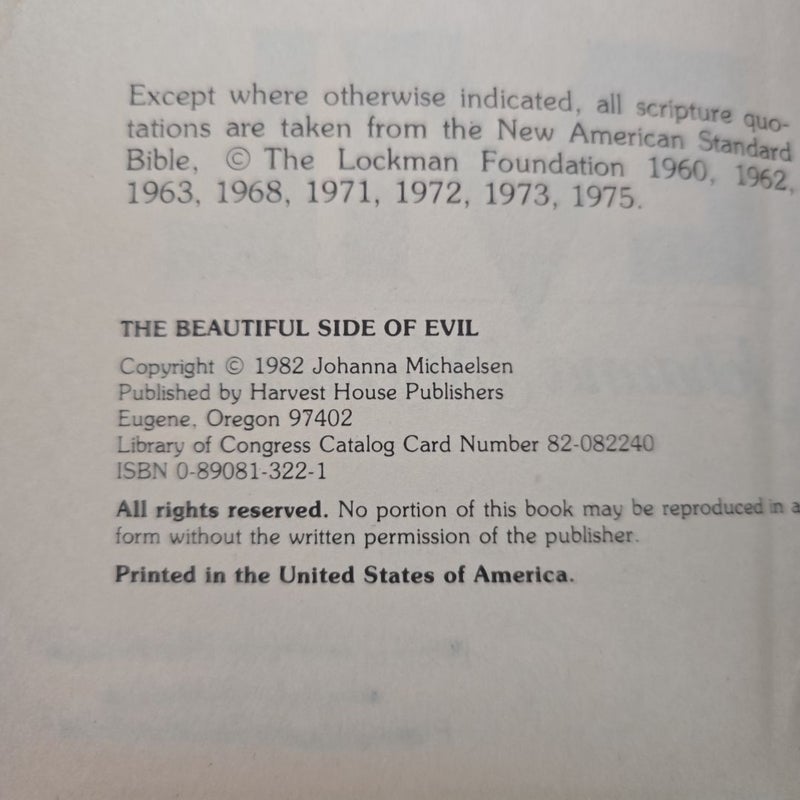 Except where otherwise indicated, all scripture quo-
tations are taken from the New American Standard
Bible, © The Lockman Foundation 1960, 1962,
1963, 1968, 1971, 1972, 1973, 1975.
THE BEAUTIFUL SIDE OF EVIL
Copyright © 1982 Johanna Michaelsen
Published by Harvest House Publishers
Eugene, Oregon 97402
Library of Congress Catalog Card Number 82-082240
ISBN 0-89081-322-1
All rights reserved. No portion of this book may be reproduced in a
form without the written permission of the publisher.
Printed in the United States of America.